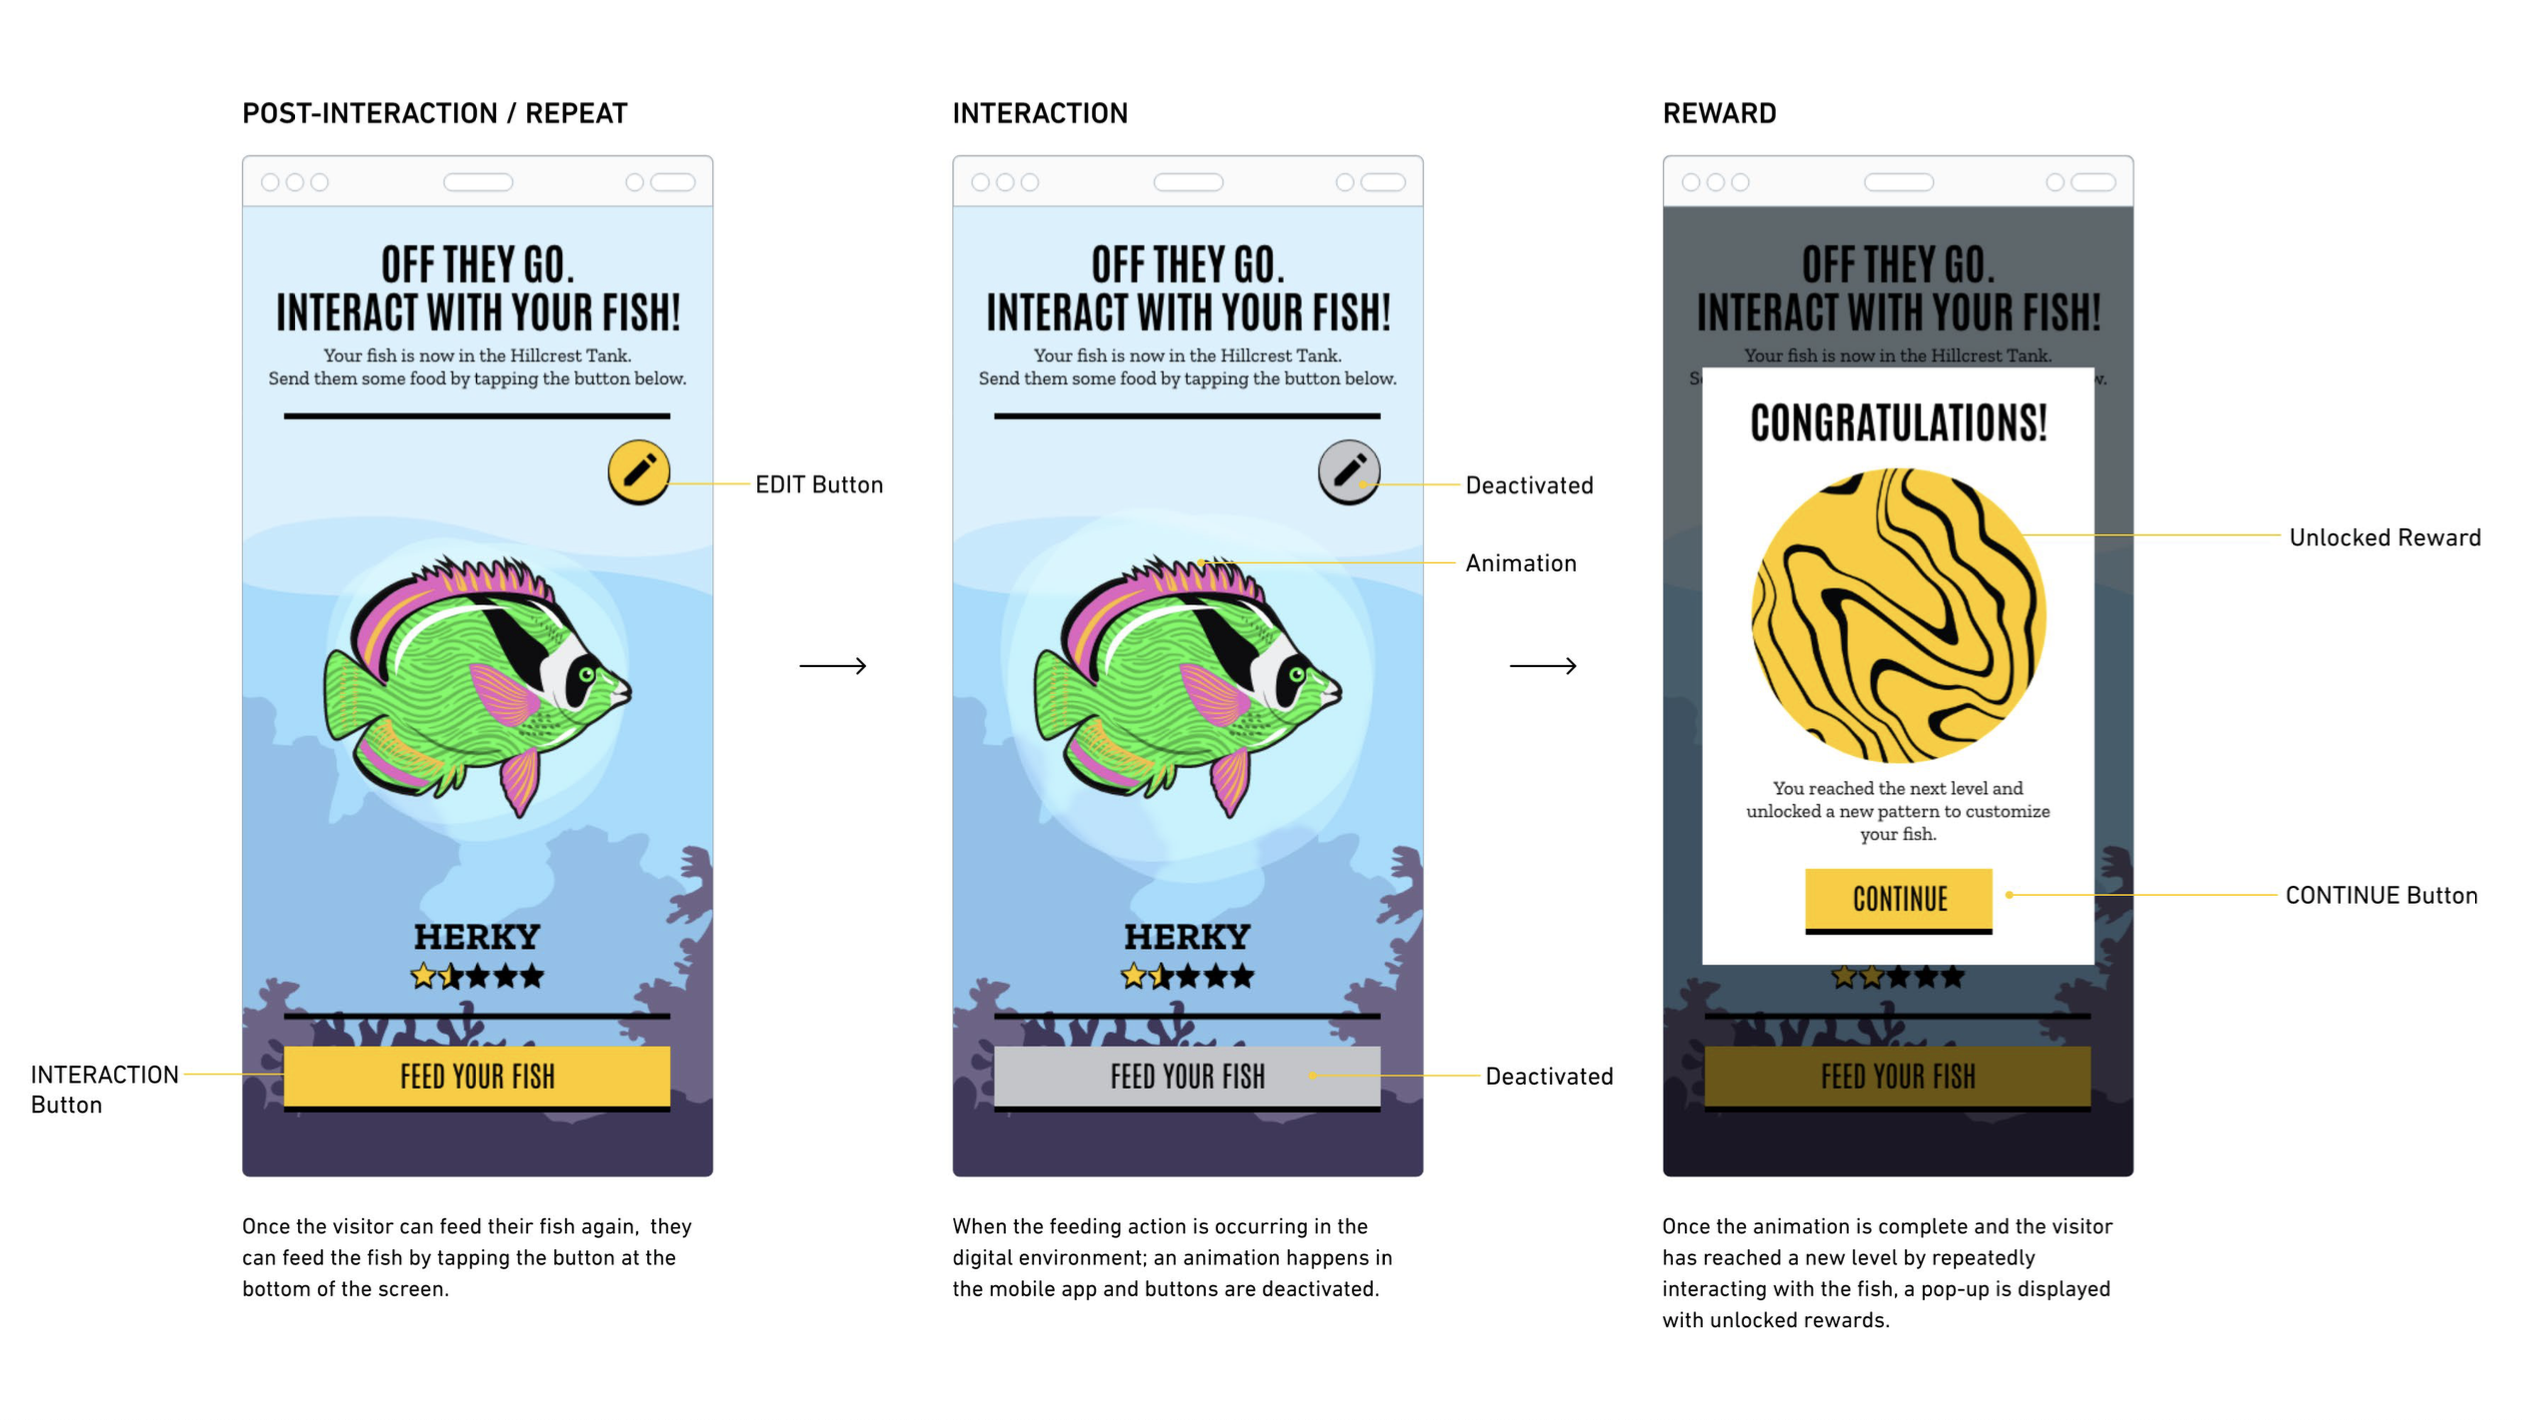 POST-INTERACTION / REPEAT
OFF THEY GO.
INTERACT WITH YOUR FISH!
Your fish is now in the Hillcrest Tank.
Send them some food by tapping the button below.
EDIT Button
HERKY
FEED YOUR FISH
INTERACTION
Button
Once the visitor can feed their fish again, they
can feed the fish by tapping the button at the
bottom of the screen.
INTERACTION
OFF THEY GO.
INTERACT WITH YOUR FISH!
Your fish is now in the Hillcrest Tank.
Send them some food by tapping the button below.
Deactivated
Animation
HERKY
FEED YOUR FISH
Deactivated
When the feeding action is occurring in the
digital environment; an animation happens in
the mobile app and buttons are deactivated.
REWARD
OFF THEY GO.
INTERACT WITH YOUR FISH!
Your fish is now in the Hillcrest Tank.
S w.
CONGRATULATIONS!
Unlocked Reward
You reached the next level and
unlocked a new pattern to customize
your fish.
CONTINUE
CONTINUE Button
FEED YOUR FISH
Once the animation is complete and the visitor
has reached a new level by repeatedly
interacting with the fish, a pop-up is displayed
with unlocked rewards.